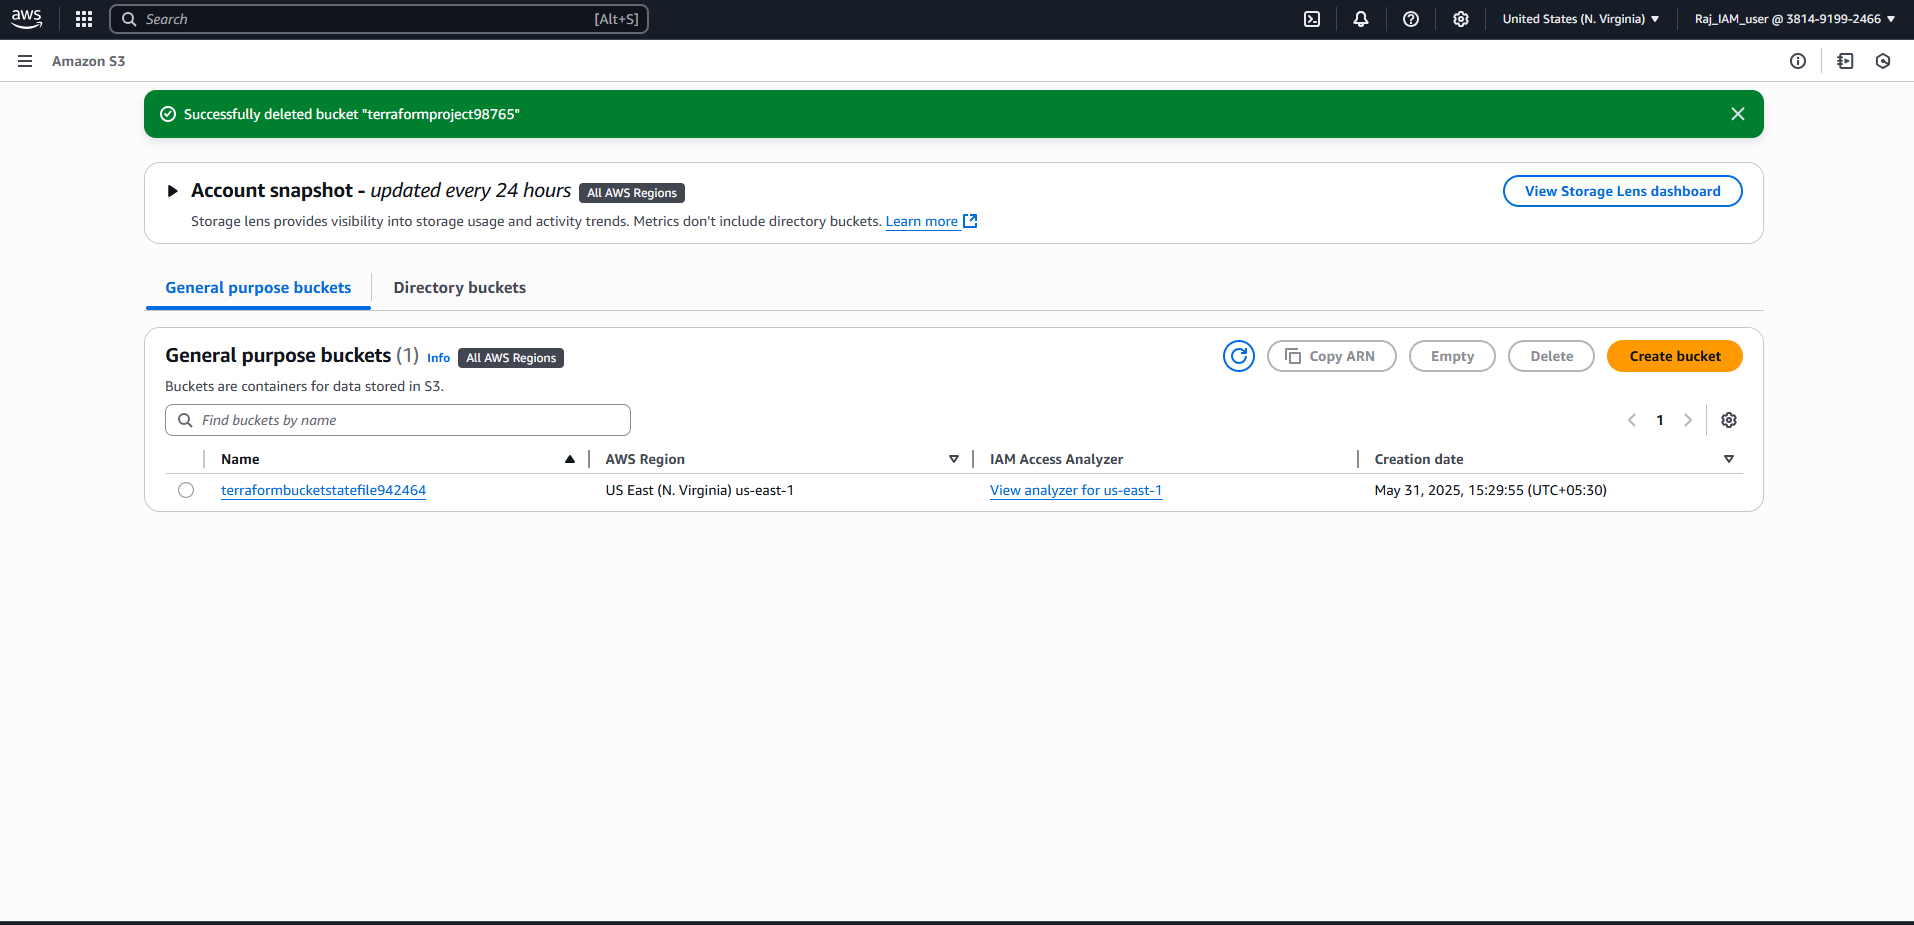 aws Search [Alt+S] United States (N. Virginia) Raj_IAM_user @ 3814-9199-2466
Amazon S3
Successfully deleted bucket "terraformproject98765"
Account snapshot - updated every 24 hours All AWS Regions View Storage Lens dashboard
Storage lens provides visibility into storage usage and activity trends. Metrics don't include directory buckets. Learn more
General purpose buckets Directory buckets
General purpose buckets (1) Info All AWS Regions Copy ARN Empty Delete Create bucket
Buckets are containers for data stored in S3.
Find buckets by name 1
Name AWS Region IAM Access Analyzer Creation date
terraformbucketstatefile942464 US East (N. Virginia) us-east-1 View analyzer for us-east-1 May 31, 2025, 15:29:55 (UTC+05:30)